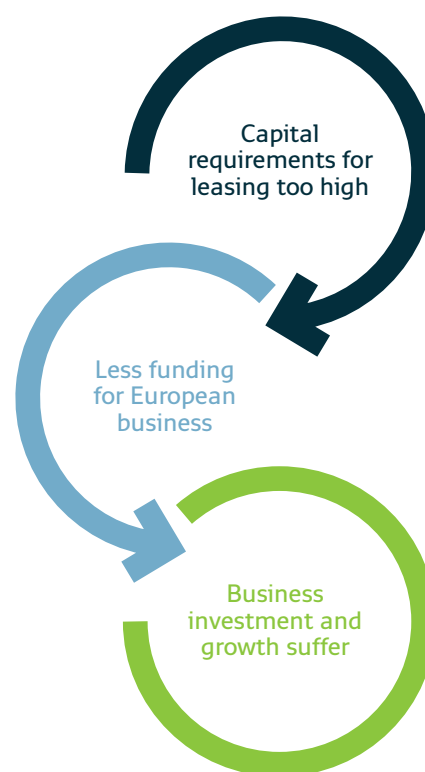 Capital
requirements for
leasing too high
Less funding
for European
business
Business
investment and
growth suffer